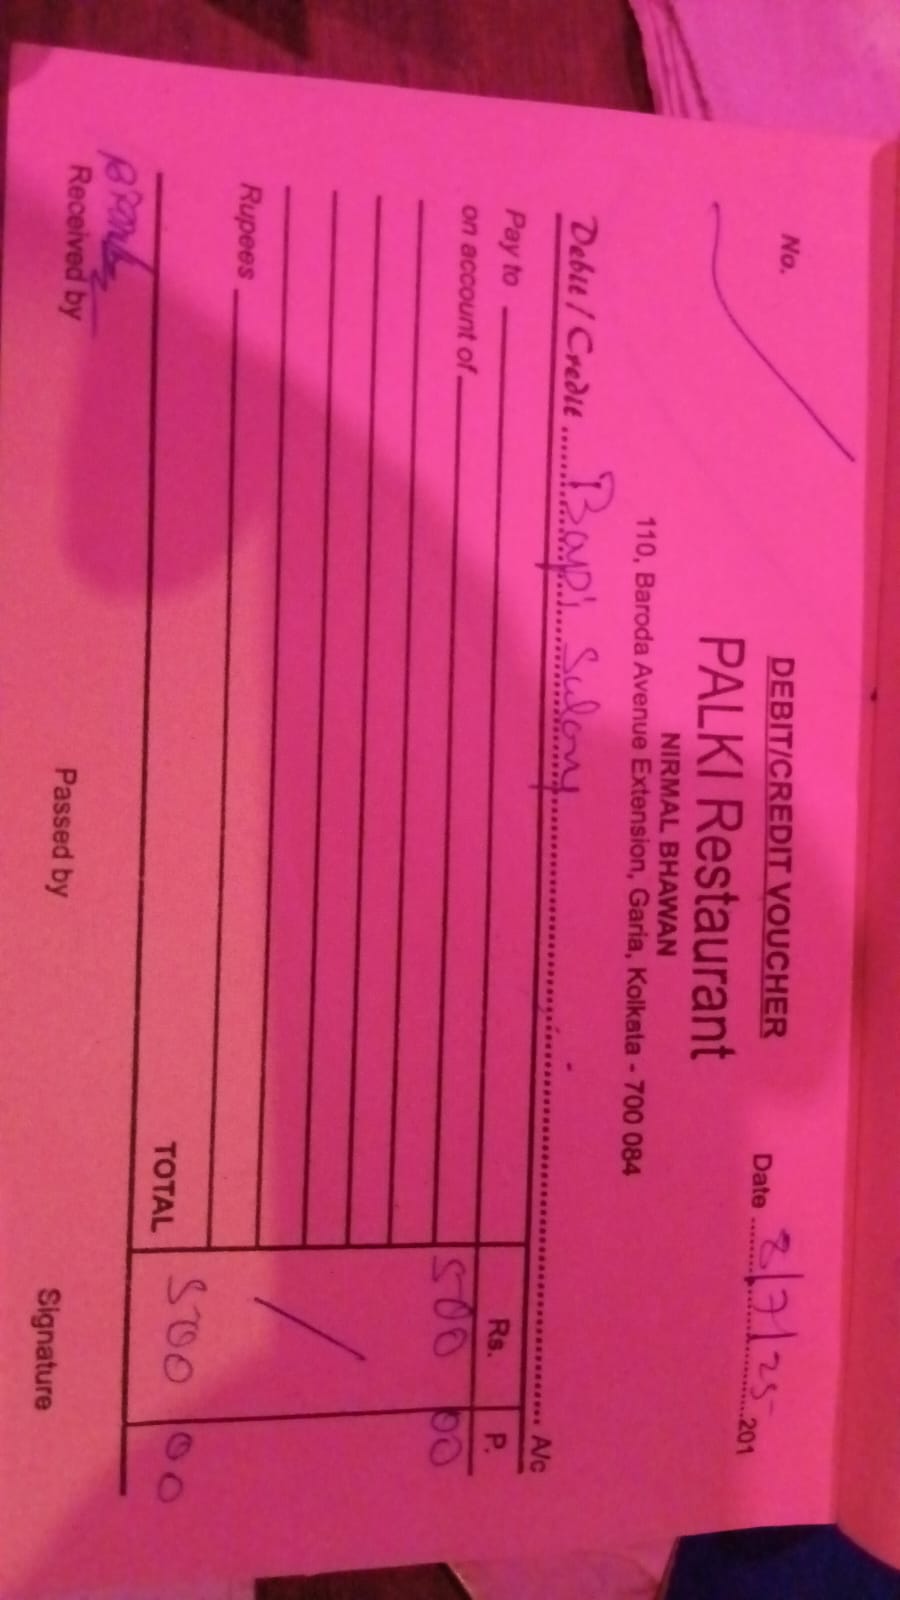 DEBIT/CREDIT VOUCHER
No.
PALKI Restaurant
Date ........8/7/25........201
NIRMAL BHAWAN
110, Baroda Avenue Extension, Garia, Kolkata - 700 084
Debit / Credit ........Bapi Salary........ A/c
Pay to
Rs. P.
on account of
500 00
Rupees
TOTAL 500 00
Received by Passed by Signature